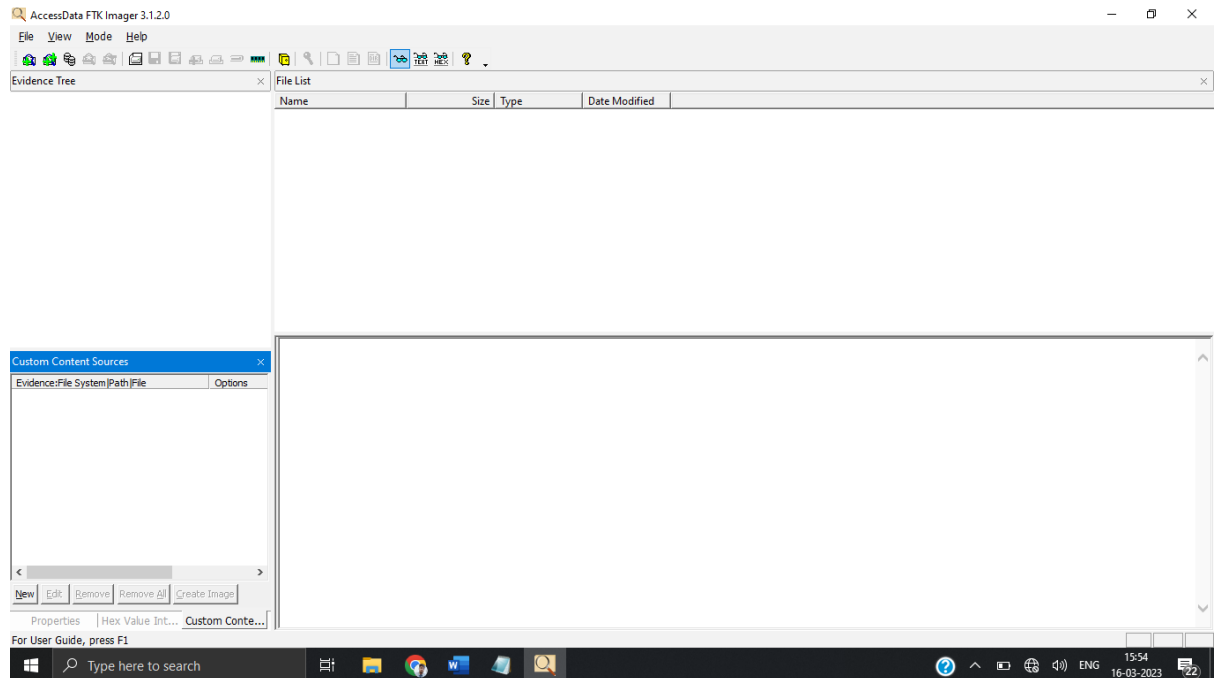 AccessData FTK Imager 3.1.2.0
File View Mode Help
TEXT HEX
Evidence Tree
File List
Name Size Type Date Modified
Custom Content Sources
Evidence:File System|Path|File Options
New Edit Remove Remove All Create Image
Properties Hex Value Int... Custom Conte...
For User Guide, press F1
Type here to search
ENG
15:54
16-03-2023
22